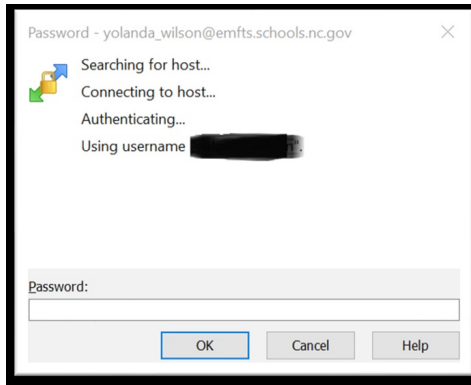 Password - yolanda_wilson@emfts.schools.nc.gov
Searching for host...
Connecting to host...
Authenticating...
Using username
Password:
OK
Cancel
Help